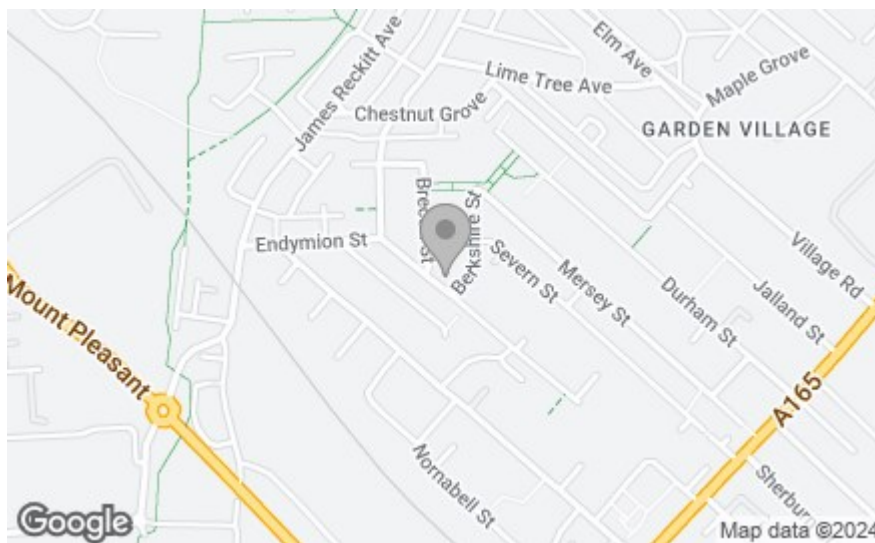 James Reckitt Ave
Elm Ave
Lime Tree Ave
Maple Grove
Chestnut Grove
GARDEN VILLAGE
Berkshire St
Endymion St
Severn St
Mersey St
Village Rd
Durham St
Jalland St
Mount Pleasant
A165
Nornabell St
Google
Map data ©2024